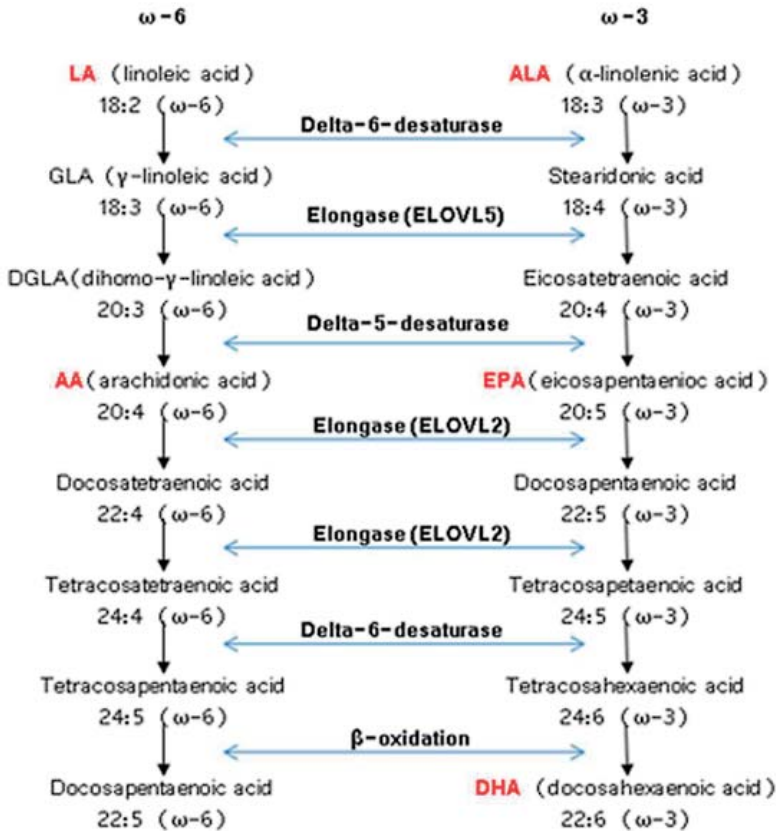 ω-6 ω-3
LA (linoleic acid) ALA (α-linolenic acid)
18:2 (ω-6) 18:3 (ω-3)
Delta-6-desaturase
GLA (γ-linoleic acid) Stearidonic acid
18:3 (ω-6) 18:4 (ω-3)
Elongase (ELOVL5)
DGLA(dihomo-γ-linoleic acid) Eicosatetraenoic acid
20:3 (ω-6) 20:4 (ω-3)
Delta-5-desaturase
AA(arachidonic acid) EPA(eicosapentaenioc acid)
20:4 (ω-6) 20:5 (ω-3)
Elongase (ELOVL2)
Docosatetraenoic acid Docosapentaenoic acid
22:4 (ω-6) 22:5 (ω-3)
Elongase (ELOVL2)
Tetracosatetraenoic acid Tetracosapetaenoic acid
24:4 (ω-6) 24:5 (ω-3)
Delta-6-desaturase
Tetracosapentaenoic acid Tetracosahexaenoic acid
24:5 (ω-6) 24:6 (ω-3)
β-oxidation
Docosapentaenoic acid DHA (docosahexaenoic acid)
22:5 (ω-6) 22:6 (ω-3)